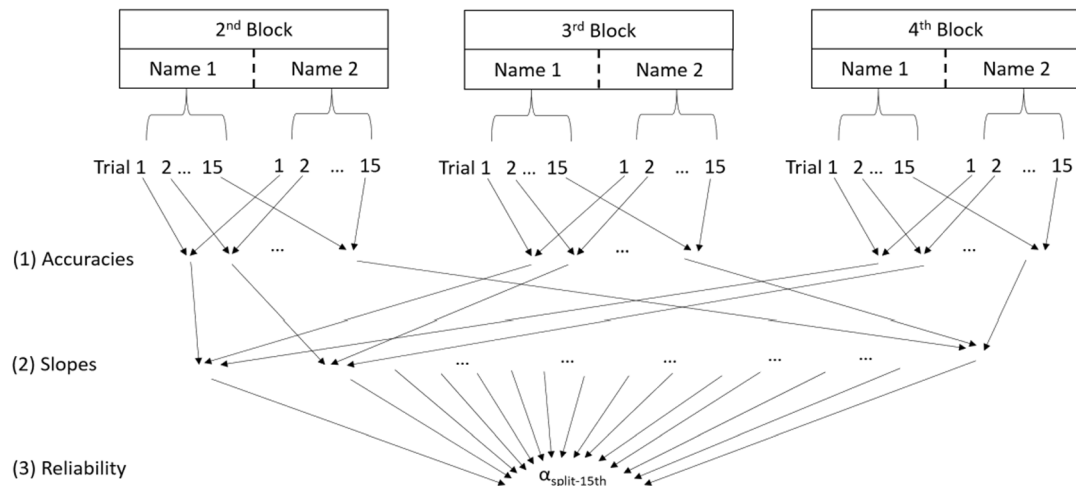 2nd Block 3rd Block 4th Block
Name 1 Name 2 Name 1 Name 2 Name 1 Name 2
Trial 1 2 ... 15 1 2 ... 15 Trial 1 2 ... 15 1 2 ... 15 Trial 1 2 ... 15 1 2 ... 15
(1) Accuracies ... ... ...
(2) Slopes ... ... ... ... ...
(3) Reliability αsplit-15th